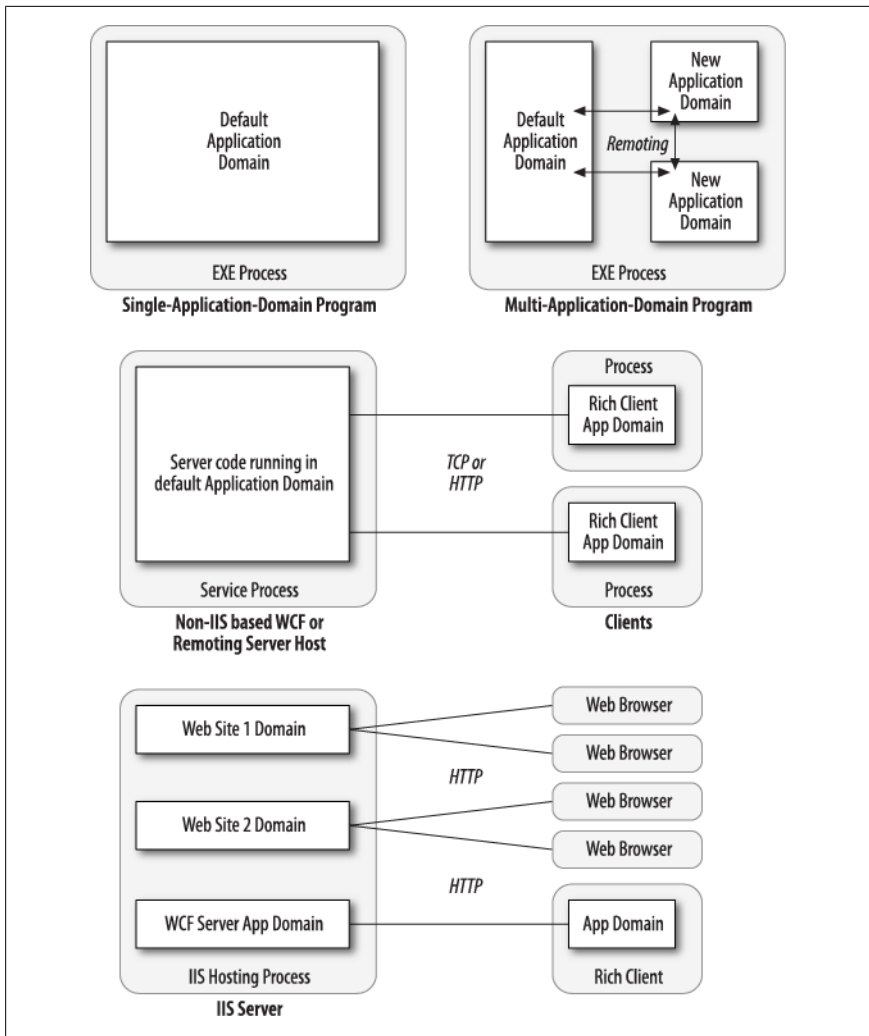 Default
Application
Domain
EXE Process
Single-Application-Domain Program
Default
Application
Domain
New
Application
Domain
Remoting
New
Application
Domain
EXE Process
Multi-Application-Domain Program
Server code running in
default Application Domain
Service Process
Non-IIS based WCF or
Remoting Server Host
TCP or
HTTP
Process
Rich Client
App Domain
Rich Client
App Domain
Process
Clients
Web Site 1 Domain
Web Site 2 Domain
WCF Server App Domain
IIS Hosting Process
IIS Server
HTTP
HTTP
Web Browser
Web Browser
Web Browser
Web Browser
App Domain
Rich Client